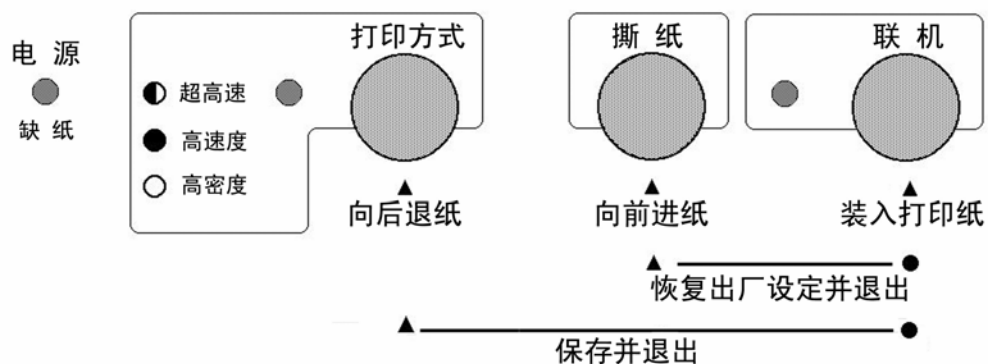 电 源
缺 纸
打印方式
超高速
高速度
高密度
撕 纸
联 机
向后退纸
向前进纸
装入打印纸
恢复出厂设定并退出
保存并退出